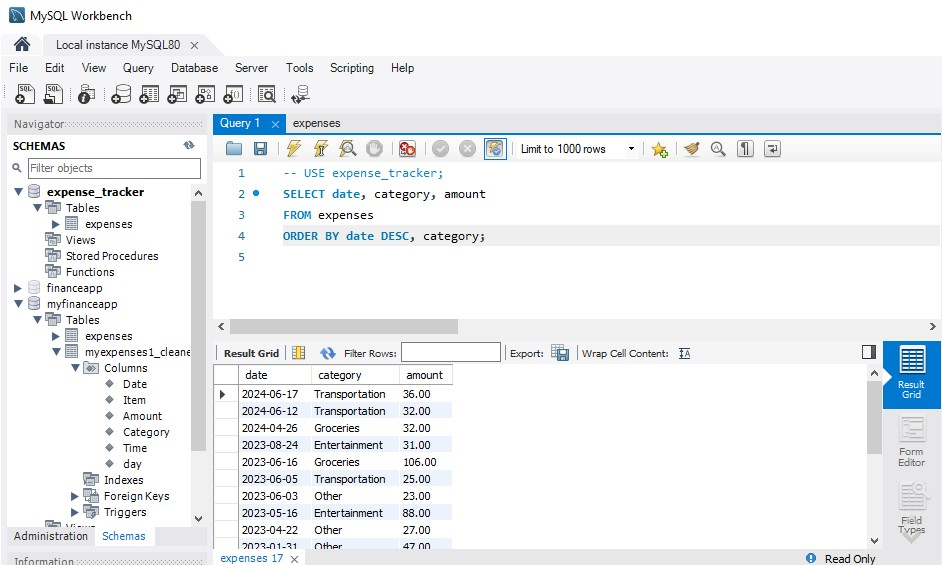 MySQL Workbench
Local instance MySQL80
File Edit View Query Database Server Tools Scripting Help
Navigator
SCHEMAS
Filter objects
expense_tracker
Tables
expenses
Views
Stored Procedures
Functions
financeapp
myfinanceapp
Tables
expenses
myexpenses1_cleane
Columns
Date
Item
Amount
Category
Time
day
Indexes
Foreign Keys
Triggers
Views
Administration Schemas
Information
Query 1 expenses
Limit to 1000 rows
1 -- USE expense_tracker;
2 SELECT date, category, amount
3 FROM expenses
4 ORDER BY date DESC, category;
5
Result Grid Filter Rows: Export: Wrap Cell Content: IA
date category amount
2024-06-17 Transportation 36.00
2024-06-12 Transportation 32.00
2024-04-26 Groceries 32.00
2023-08-24 Entertainment 31.00
2023-06-16 Groceries 106.00
2023-06-05 Transportation 25.00
2023-06-03 Other 23.00
2023-05-16 Entertainment 88.00
2023-04-22 Other 27.00
2023-01-31 Other 47.00
Result
Grid
Form
Editor
Field
Types
expenses 17
Read Only